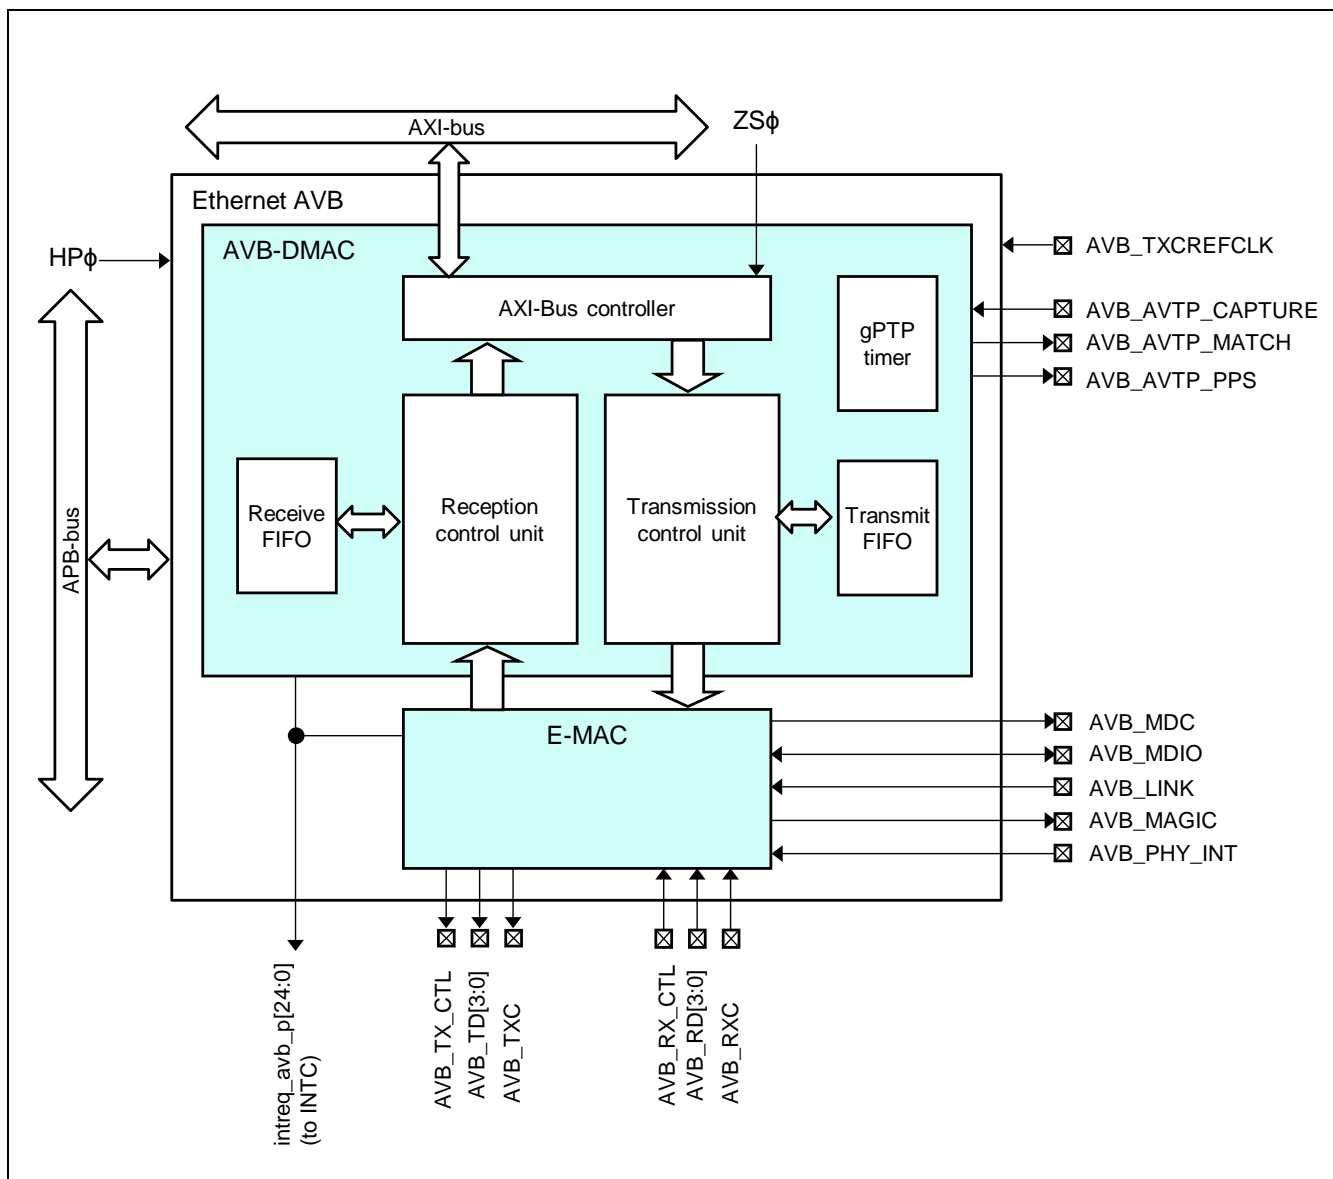 AXI-bus
ZSϕ
Ethernet AVB
HPϕ
AVB-DMAC
AVB_TXCREFCLK
AXI-Bus controller
gPTP
timer
AVB_AVTP_CAPTURE
AVB_AVTP_MATCH
AVB_AVTP_PPS
APB-bus
Receive
FIFO
Reception
control unit
Transmission
control unit
Transmit
FIFO
E-MAC
AVB_MDC
AVB_MDIO
AVB_LINK
AVB_MAGIC
AVB_PHY_INT
intreq_avb_p[24:0]
(to INTC)
AVB_TX_CTL
AVB_TD[3:0]
AVB_TXC
AVB_RX_CTL
AVB_RD[3:0]
AVB_RXC